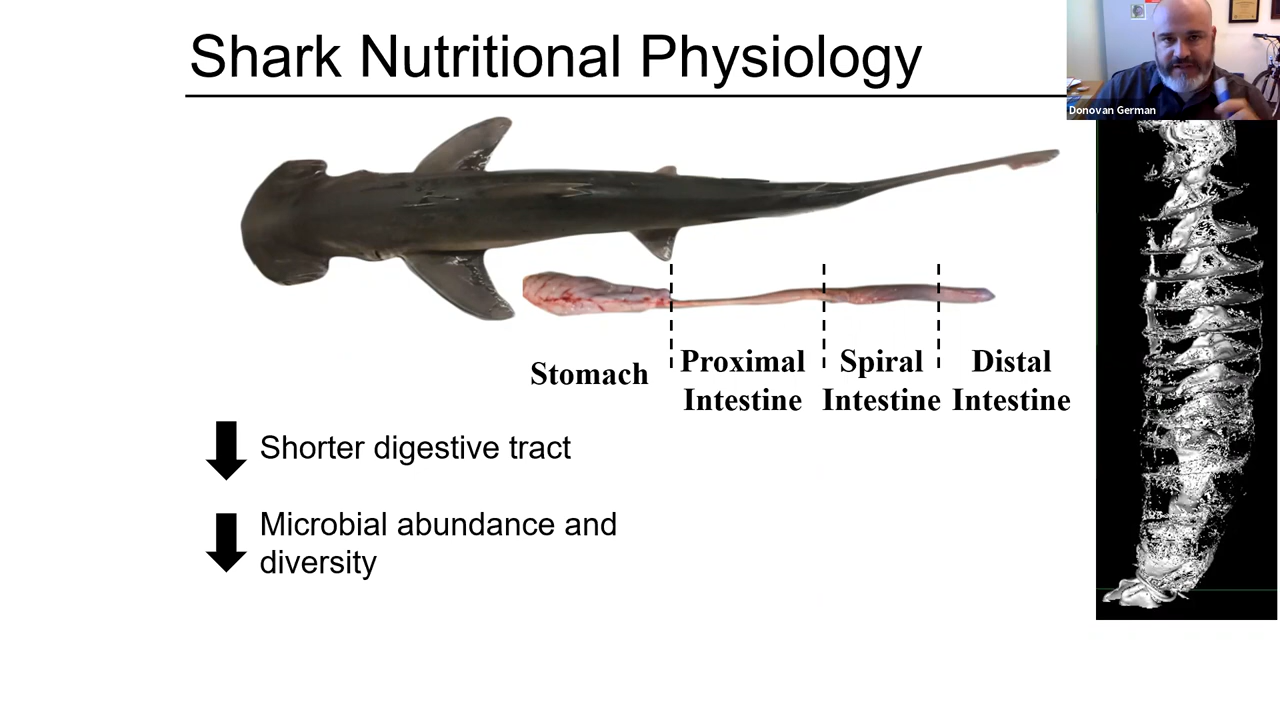 Shark Nutritional Physiology
Donovan German
Stomach
Proximal
Intestine
Spiral
Intestine
Distal
Intestine
Shorter digestive tract
Microbial abundance and
diversity